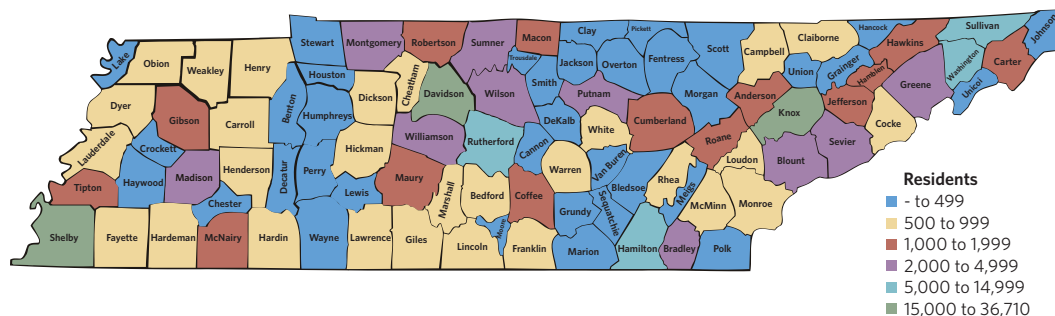 Lake
Obion
Weakley
Henry
Stewart
Montgomery
Robertson
Sumner
Macon
Trousdale
Clay
Pickett
Jackson
Overton
Fentress
Scott
Campbell
Claiborne
Hancock
Hawkins
Sullivan
Johnson
Washington
Carter
Unicoi
Greene
Hamblen
Grainger
Union
Jefferson
Cocke
Sevier
Knox
Blount
Anderson
Morgan
Roane
Loudon
Monroe
McMinn
Meigs
Rhea
Cumberland
Putnam
Smith
DeKalb
White
Van Buren
Bledsoe
Sequatchie
Hamilton
Bradley
Polk
Marion
Grundy
Warren
Cannon
Wilson
Davidson
Cheatham
Dickson
Houston
Humphreys
Benton
Carroll
Gibson
Dyer
Lauderdale
Crockett
Haywood
Madison
Henderson
Decatur
Perry
Hickman
Williamson
Rutherford
Coffee
Bedford
Marshall
Maury
Lewis
Chester
Tipton
Shelby
Fayette
Hardeman
McNairy
Hardin
Wayne
Lawrence
Giles
Lincoln
Moore
Franklin
Residents
- to 499
500 to 999
1,000 to 1,999
2,000 to 4,999
5,000 to 14,999
15,000 to 36,710